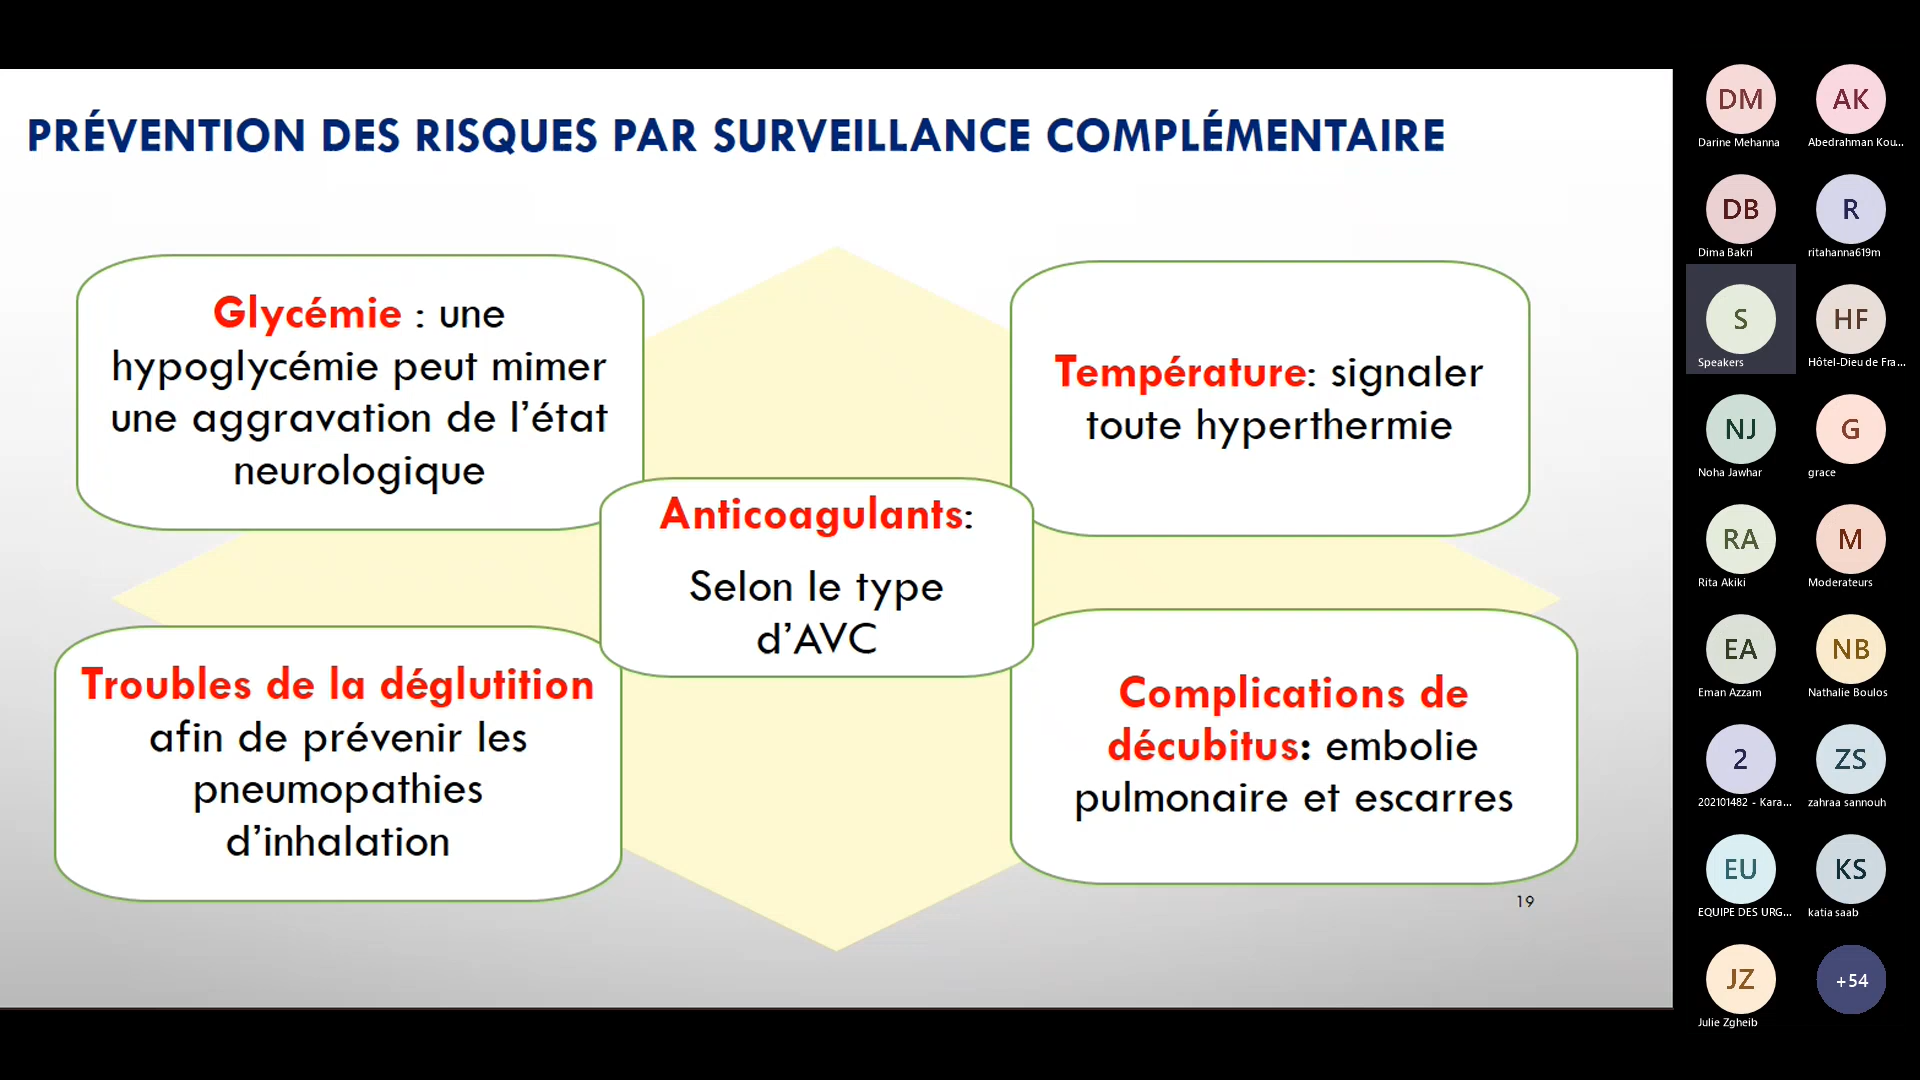 PRÉVENTION DES RISQUES PAR SURVEILLANCE COMPLÉMENTAIRE
Glycémie : une
hypoglycémie peut mimer
une aggravation de l’état
neurologique
Température: signaler
toute hyperthermie
Anticoagulants:
Selon le type
d’AVC
Troubles de la déglutition
afin de prévenir les
pneumopathies
d’inhalation
Complications de
décubitus: embolie
pulmonaire et escarres
19
DM
Darine Mehanna
AK
Abedrahman Kou...
DB
Dima Bakri
R
ritahanna619m
S
Speakers
HF
Hôtel-Dieu de Fra...
NJ
Noha Jawhar
G
grace
RA
Rita Akiki
M
Moderateurs
EA
Eman Azzam
NB
Nathalie Boulos
2
202101482 - Kara...
ZS
zahraa sannouh
EU
EQUIPE DES URG...
KS
katia saab
JZ
Julie Zgheib
+54